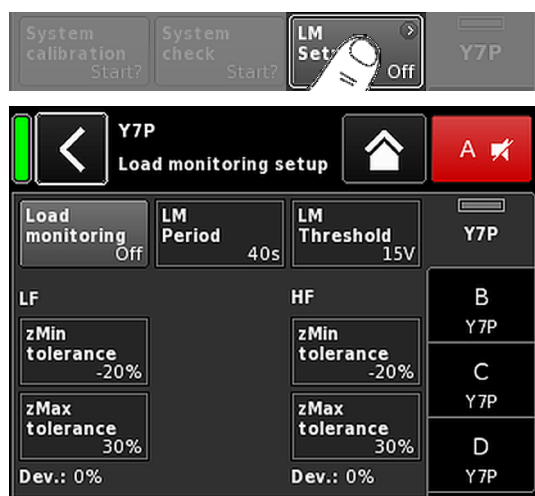 System
calibration
Start?
System
check
Start?
LM
Off
Y7P
Y7P
Load monitoring setup
A
Load
monitoring
Off
LM
Period
40s
LM
Threshold
15V
Y7P
LF
HF
B
Y7P
zMin
tolerance
-20%
zMin
tolerance
-20%
C
Y7P
zMax
tolerance
30%
zMax
tolerance
30%
D
Y7P
Dev.: 0%
Dev.: 0%